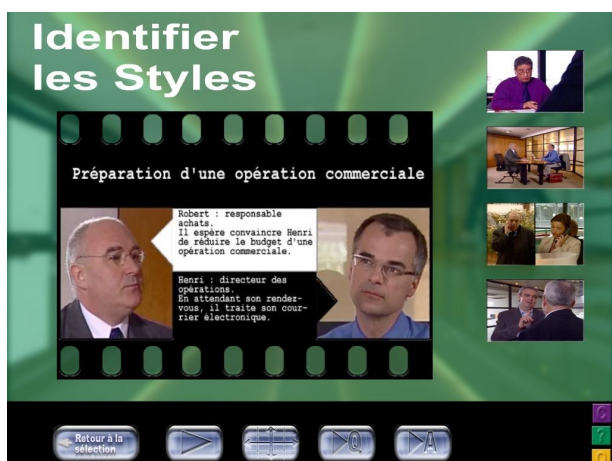 Identifier
les Styles
Préparation d'une opération commerciale
Robert : responsable
achats.
Il espère convaincre Henri
de réduire le budget d'une
opération commerciale.
Henri : directeur des
opérations.
En attendant son rendez-
vous, il traite son cour-
rier électronique.
Retour à la
sélection
Q
A
C
?
Q